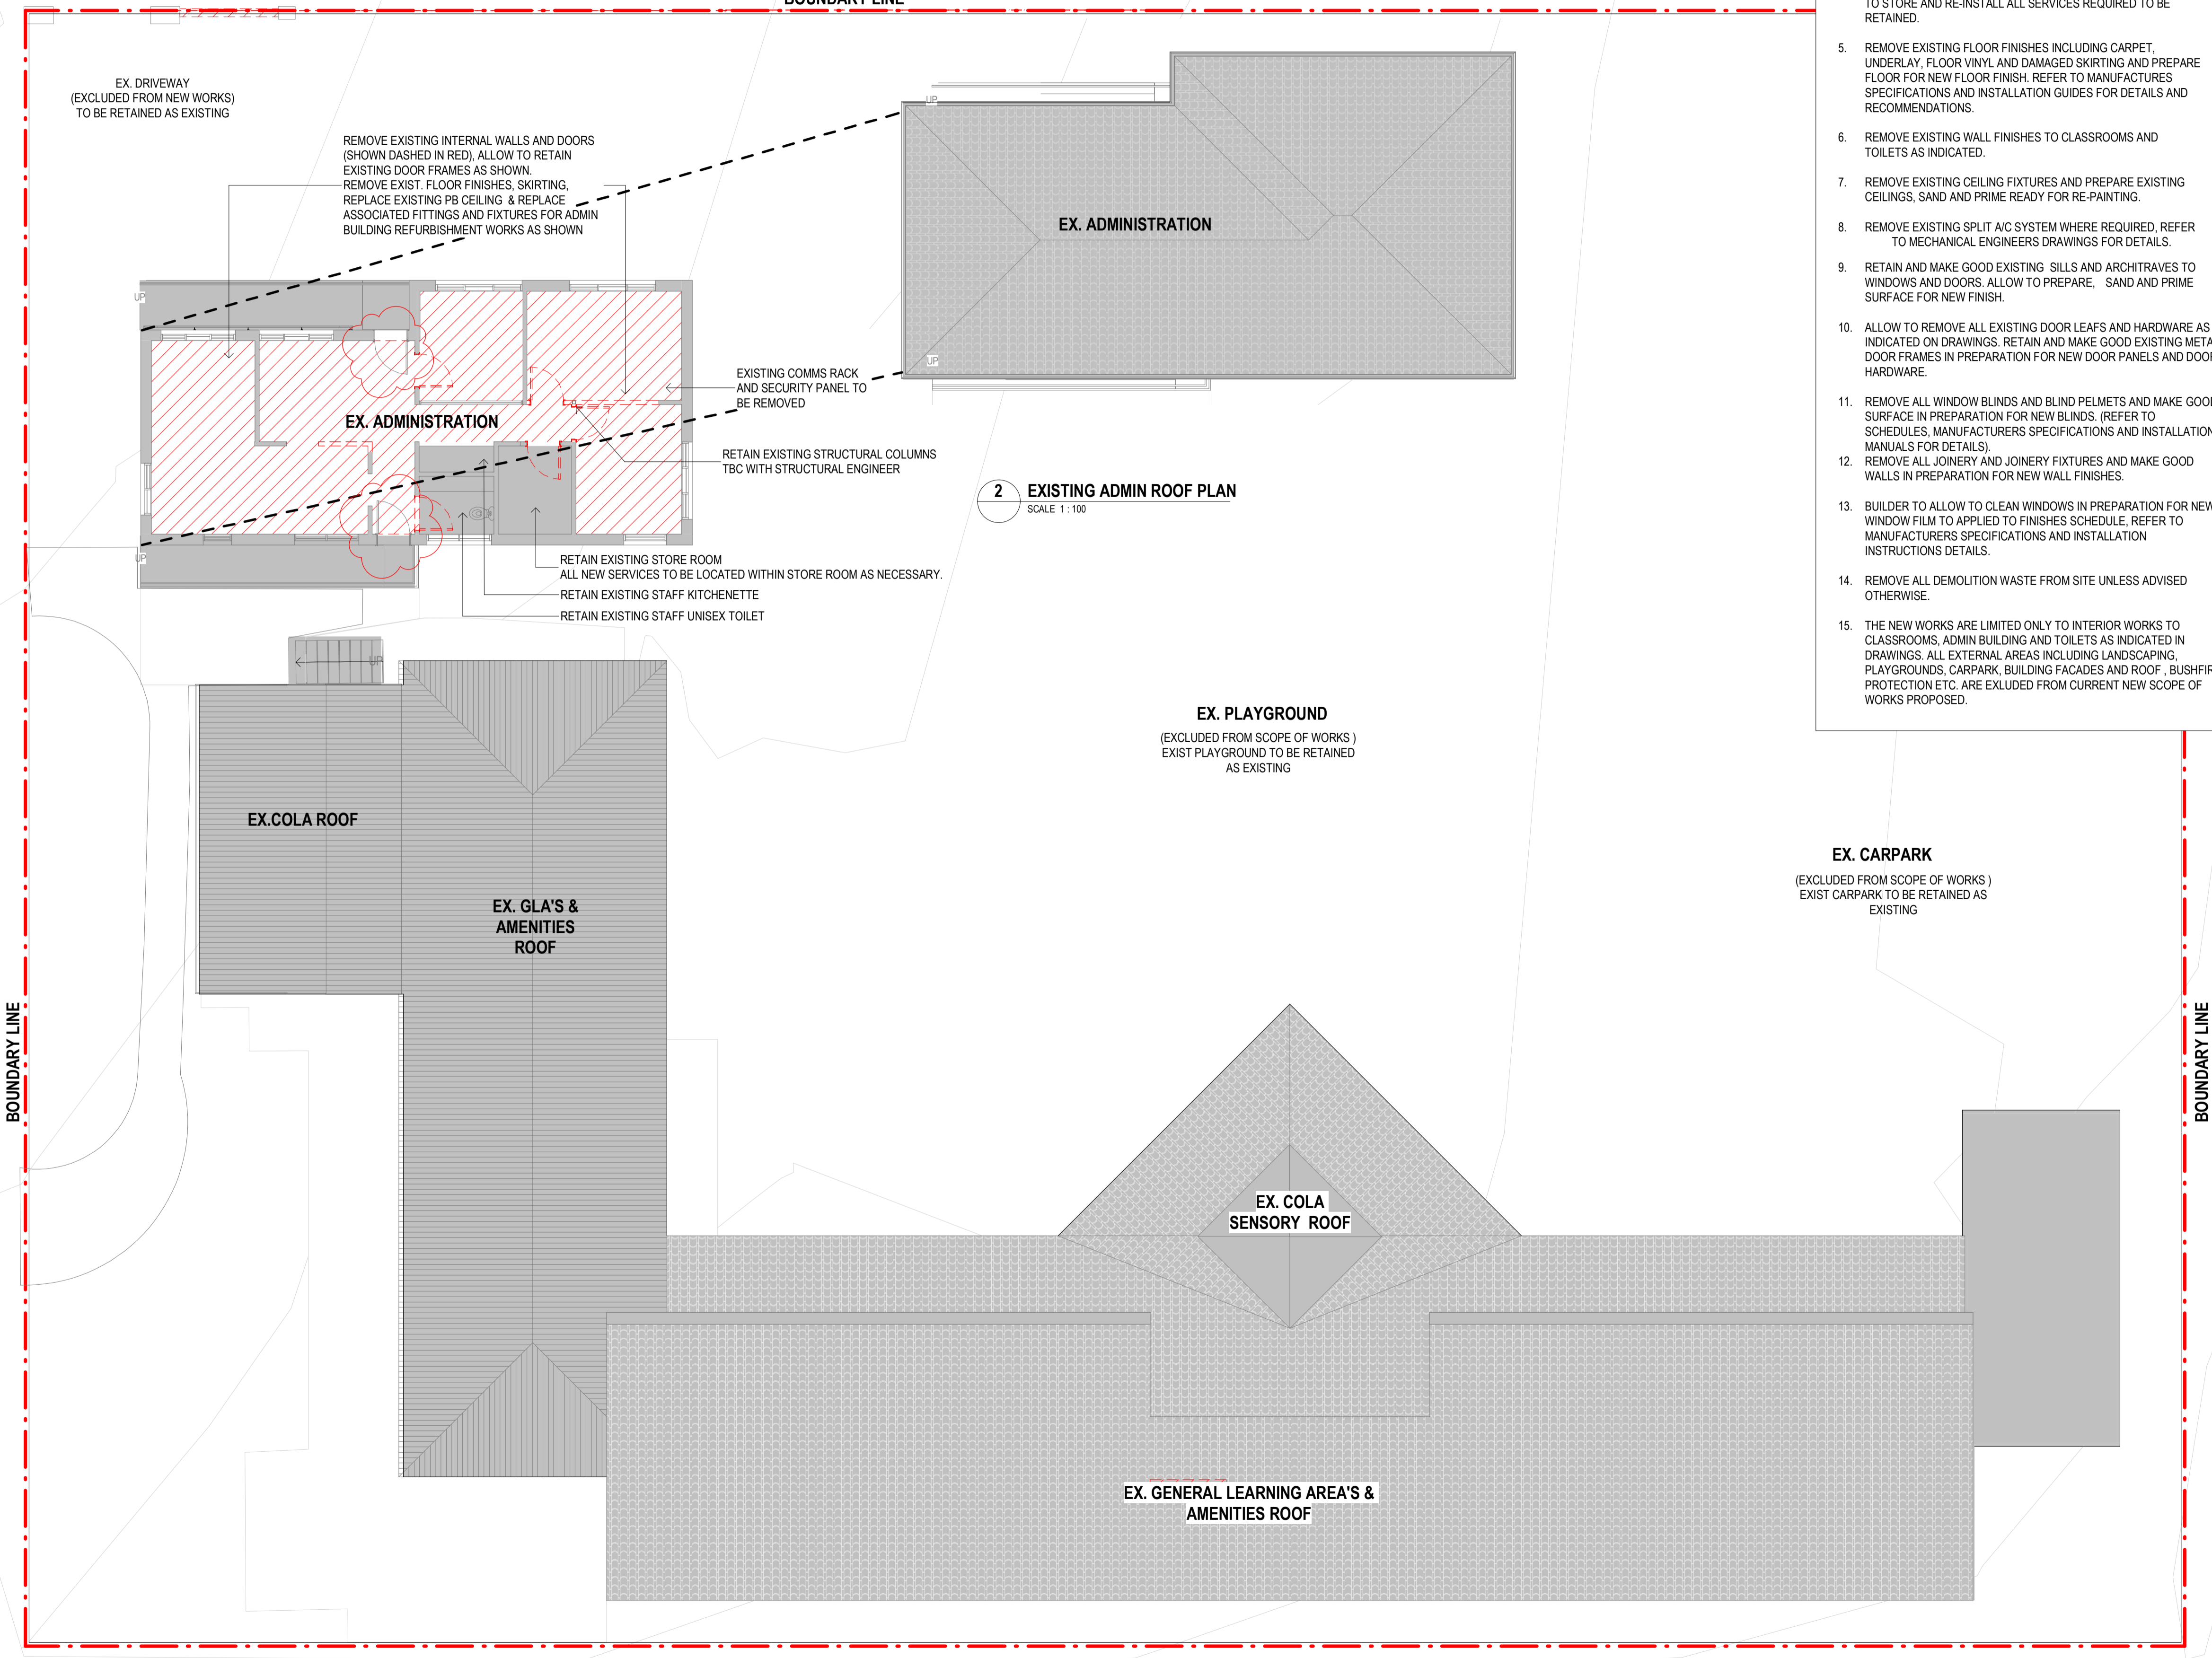 BOUNDARY LINE
EX. DRIVEWAY
(EXCLUDED FROM NEW WORKS)
TO BE RETAINED AS EXISTING
REMOVE EXISTING INTERNAL WALLS AND DOORS
(SHOWN DASHED IN RED), ALLOW TO RETAIN
EXISTING DOOR FRAMES AS SHOWN.
REMOVE EXIST. FLOOR FINISHES, SKIRTING,
REPLACE EXISTING PB CEILING & REPLACE
ASSOCIATED FITTINGS AND FIXTURES FOR ADMIN
BUILDING REFURBISHMENT WORKS AS SHOWN
UP
EX. ADMINISTRATION
UP
UP
EX. ADMINISTRATION
UP
EXISTING COMMS RACK
AND SECURITY PANEL TO
BE REMOVED
RETAIN EXISTING STRUCTURAL COLUMNS
TBC WITH STRUCTURAL ENGINEER
2 EXISTING ADMIN ROOF PLAN
SCALE 1 : 100
RETAIN EXISTING STORE ROOM
ALL NEW SERVICES TO BE LOCATED WITHIN STORE ROOM AS NECESSARY.
RETAIN EXISTING STAFF KITCHENETTE
RETAIN EXISTING STAFF UNISEX TOILET
UP
TO STORE AND RE-INSTALL ALL SERVICES REQUIRED TO BE
RETAINED.
5. REMOVE EXISTING FLOOR FINISHES INCLUDING CARPET,
UNDERLAY, FLOOR VINYL AND DAMAGED SKIRTING AND PREPARE
FLOOR FOR NEW FLOOR FINISH. REFER TO MANUFACTURES
SPECIFICATIONS AND INSTALLATION GUIDES FOR DETAILS AND
RECOMMENDATIONS.
6. REMOVE EXISTING WALL FINISHES TO CLASSROOMS AND
TOILETS AS INDICATED.
7. REMOVE EXISTING CEILING FIXTURES AND PREPARE EXISTING
CEILINGS, SAND AND PRIME READY FOR RE-PAINTING.
8. REMOVE EXISTING SPLIT A/C SYSTEM WHERE REQUIRED, REFER
TO MECHANICAL ENGINEERS DRAWINGS FOR DETAILS.
9. RETAIN AND MAKE GOOD EXISTING SILLS AND ARCHITRAVES TO
WINDOWS AND DOORS. ALLOW TO PREPARE, SAND AND PRIME
SURFACE FOR NEW FINISH.
10. ALLOW TO REMOVE ALL EXISTING DOOR LEAFS AND HARDWARE AS
INDICATED ON DRAWINGS. RETAIN AND MAKE GOOD EXISTING META
DOOR FRAMES IN PREPARATION FOR NEW DOOR PANELS AND DOOR
HARDWARE.
11. REMOVE ALL WINDOW BLINDS AND BLIND PELMETS AND MAKE GOOD
SURFACE IN PREPARATION FOR NEW BLINDS. (REFER TO
SCHEDULES, MANUFACTURERS SPECIFICATIONS AND INSTALLATION
MANUALS FOR DETAILS).
12. REMOVE ALL JOINERY AND JOINERY FIXTURES AND MAKE GOOD
WALLS IN PREPARATION FOR NEW WALL FINISHES.
13. BUILDER TO ALLOW TO CLEAN WINDOWS IN PREPARATION FOR NEW
WINDOW FILM TO APPLIED TO FINISHES SCHEDULE, REFER TO
MANUFACTURERS SPECIFICATIONS AND INSTALLATION
INSTRUCTIONS DETAILS.
14. REMOVE ALL DEMOLITION WASTE FROM SITE UNLESS ADVISED
OTHERWISE.
15. THE NEW WORKS ARE LIMITED ONLY TO INTERIOR WORKS TO
CLASSROOMS, ADMIN BUILDING AND TOILETS AS INDICATED IN
DRAWINGS. ALL EXTERNAL AREAS INCLUDING LANDSCAPING,
PLAYGROUNDS, CARPARK, BUILDING FACADES AND ROOF , BUSHFIR
PROTECTION ETC. ARE EXLUDED FROM CURRENT NEW SCOPE OF
WORKS PROPOSED.
EX. PLAYGROUND
(EXCLUDED FROM SCOPE OF WORKS )
EXIST PLAYGROUND TO BE RETAINED
AS EXISTING
EX.COLA ROOF
EX. GLA'S &
AMENITIES
ROOF
EX. CARPARK
(EXCLUDED FROM SCOPE OF WORKS )
EXIST CARPARK TO BE RETAINED AS
EXISTING
BOUNDARY LINE
BOUNDARY LINE
EX. COLA
SENSORY ROOF
EX. GENERAL LEARNING AREA'S &
AMENITIES ROOF